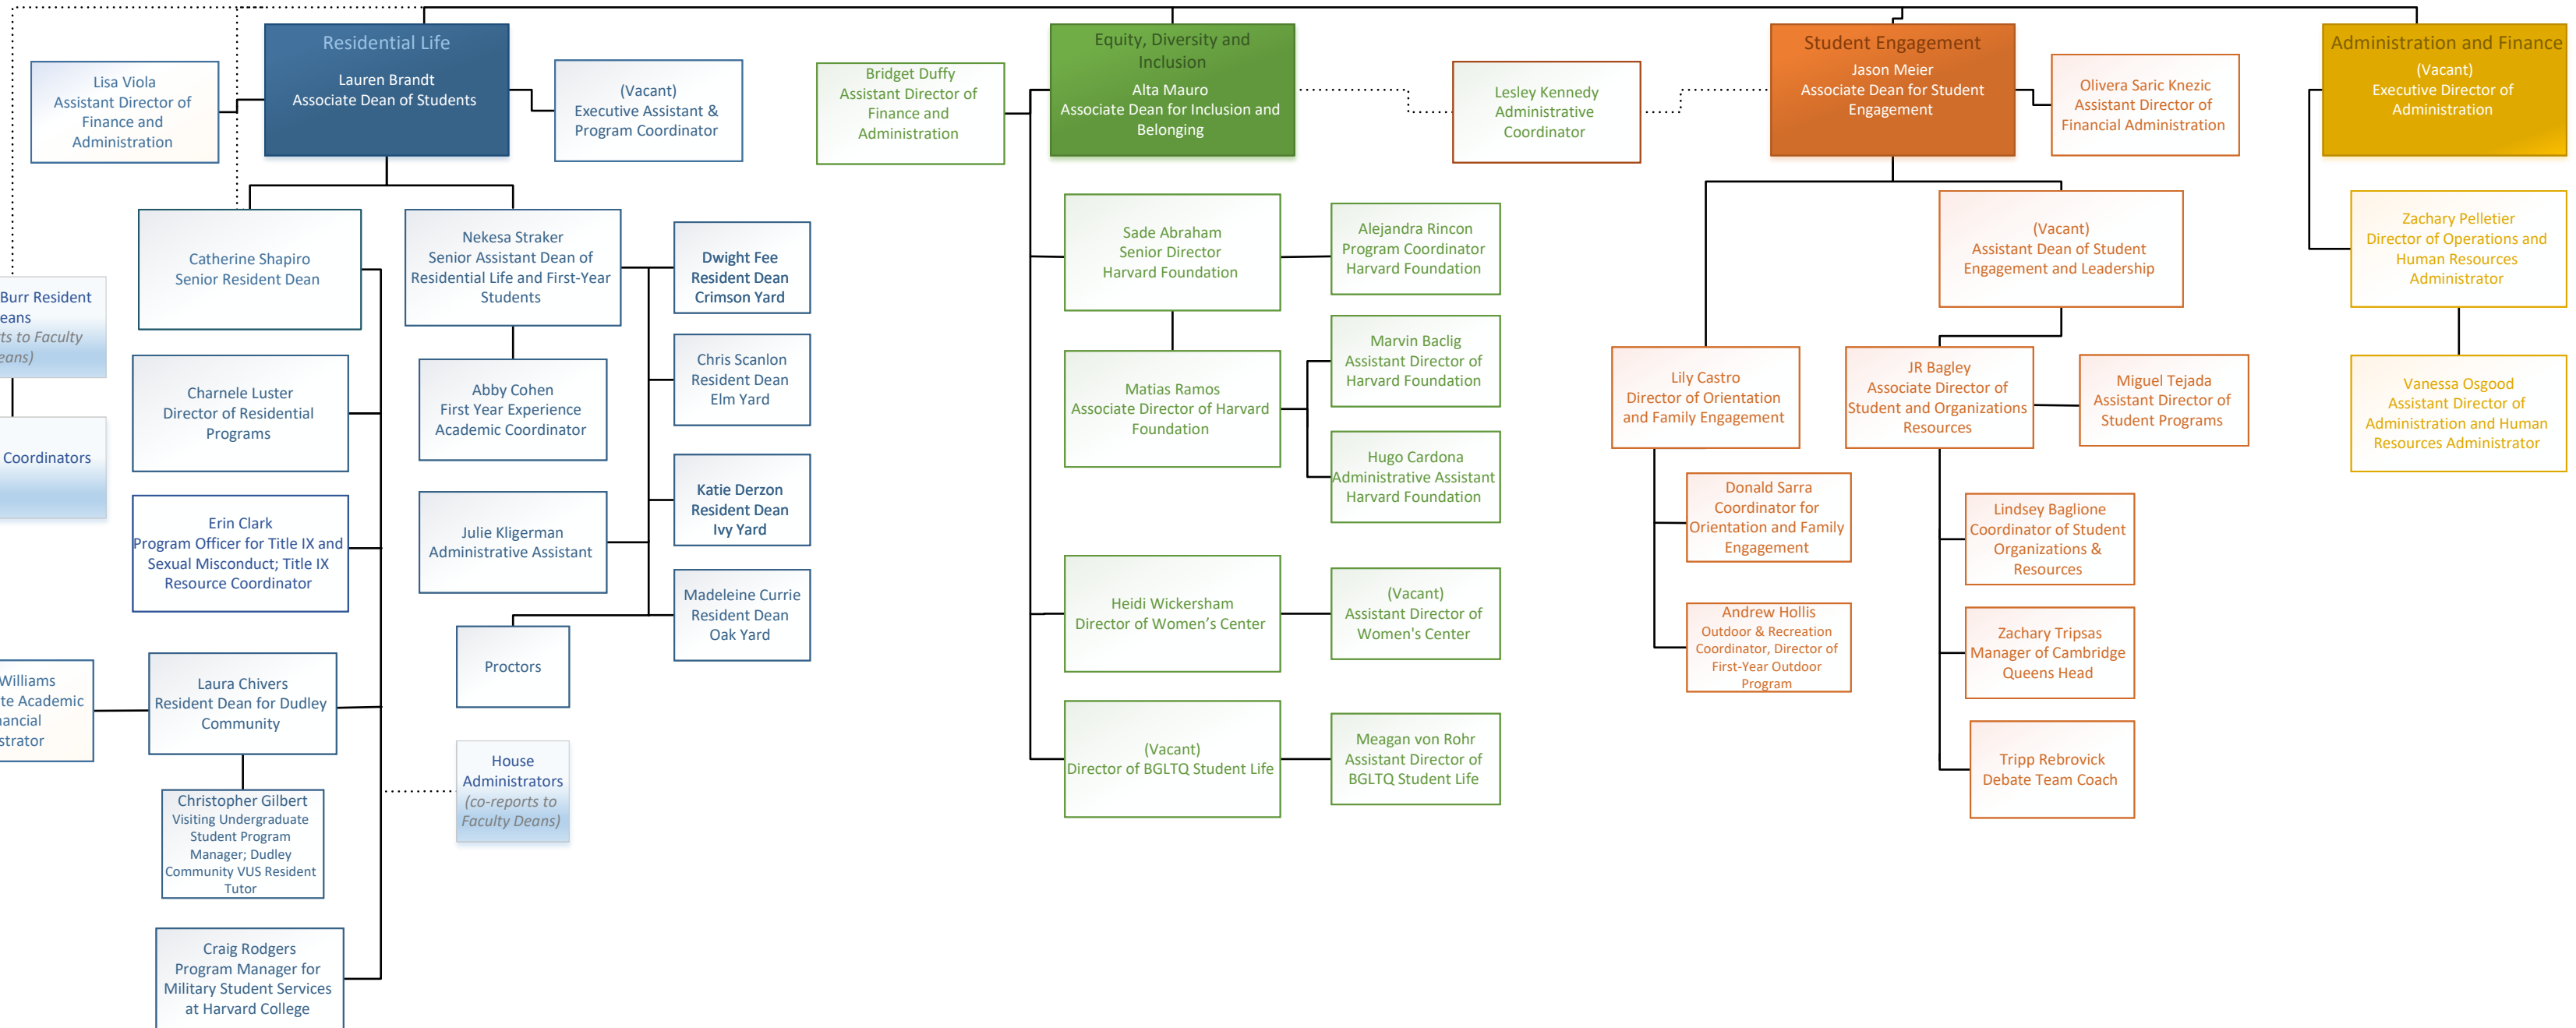 Residential Life
Lauren Brandt
Associate Dean of Students
Lisa Viola
Assistant Director of
Finance and
Administration
(Vacant)
Executive Assistant &
Program Coordinator
Catherine Shapiro
Senior Resident Dean
Nekesa Straker
Senior Assistant Dean of
Residential Life and First-Year
Students
Dwight Fee
Resident Dean
Crimson Yard
Burr Resident
eans
ts to Faculty
eans)
Charnele Luster
Director of Residential
Programs
Abby Cohen
First Year Experience
Academic Coordinator
Chris Scanlon
Resident Dean
Elm Yard
Coordinators
Erin Clark
Program Officer for Title IX and
Sexual Misconduct; Title IX
Resource Coordinator
Julie Kligerman
Administrative Assistant
Katie Derzon
Resident Dean
Ivy Yard
Madeleine Currie
Resident Dean
Oak Yard
Proctors
Williams
te Academic
ancial
strator
Laura Chivers
Resident Dean for Dudley
Community
House
Administrators
(co-reports to
Faculty Deans)
Christopher Gilbert
Visiting Undergraduate
Student Program
Manager; Dudley
Community VUS Resident
Tutor
Craig Rodgers
Program Manager for
Military Student Services
at Harvard College
Equity, Diversity and
Inclusion
Alta Mauro
Associate Dean for Inclusion and
Belonging
Bridget Duffy
Assistant Director of
Finance and
Administration
Lesley Kennedy
Administrative
Coordinator
Sade Abraham
Senior Director
Harvard Foundation
Alejandra Rincon
Program Coordinator
Harvard Foundation
Matias Ramos
Associate Director of Harvard
Foundation
Marvin Baclig
Assistant Director of
Harvard Foundation
Hugo Cardona
Administrative Assistant
Harvard Foundation
Heidi Wickersham
Director of Women’s Center
(Vacant)
Assistant Director of
Women's Center
(Vacant)
Director of BGLTQ Student Life
Meagan von Rohr
Assistant Director of
BGLTQ Student Life
Student Engagement
Jason Meier
Associate Dean for Student
Engagement
Olivera Saric Knezic
Assistant Director of
Financial Administration
(Vacant)
Assistant Dean of Student
Engagement and Leadership
Lily Castro
Director of Orientation
and Family Engagement
JR Bagley
Associate Director of
Student and Organizations
Resources
Miguel Tejada
Assistant Director of
Student Programs
Donald Sarra
Coordinator for
Orientation and Family
Engagement
Andrew Hollis
Outdoor & Recreation
Coordinator, Director of
First-Year Outdoor
Program
Lindsey Baglione
Coordinator of Student
Organizations &
Resources
Zachary Tripsas
Manager of Cambridge
Queens Head
Tripp Rebrovick
Debate Team Coach
Administration and Finance
(Vacant)
Executive Director of
Administration
Zachary Pelletier
Director of Operations and
Human Resources
Administrator
Vanessa Osgood
Assistant Director of
Administration and Human
Resources Administrator